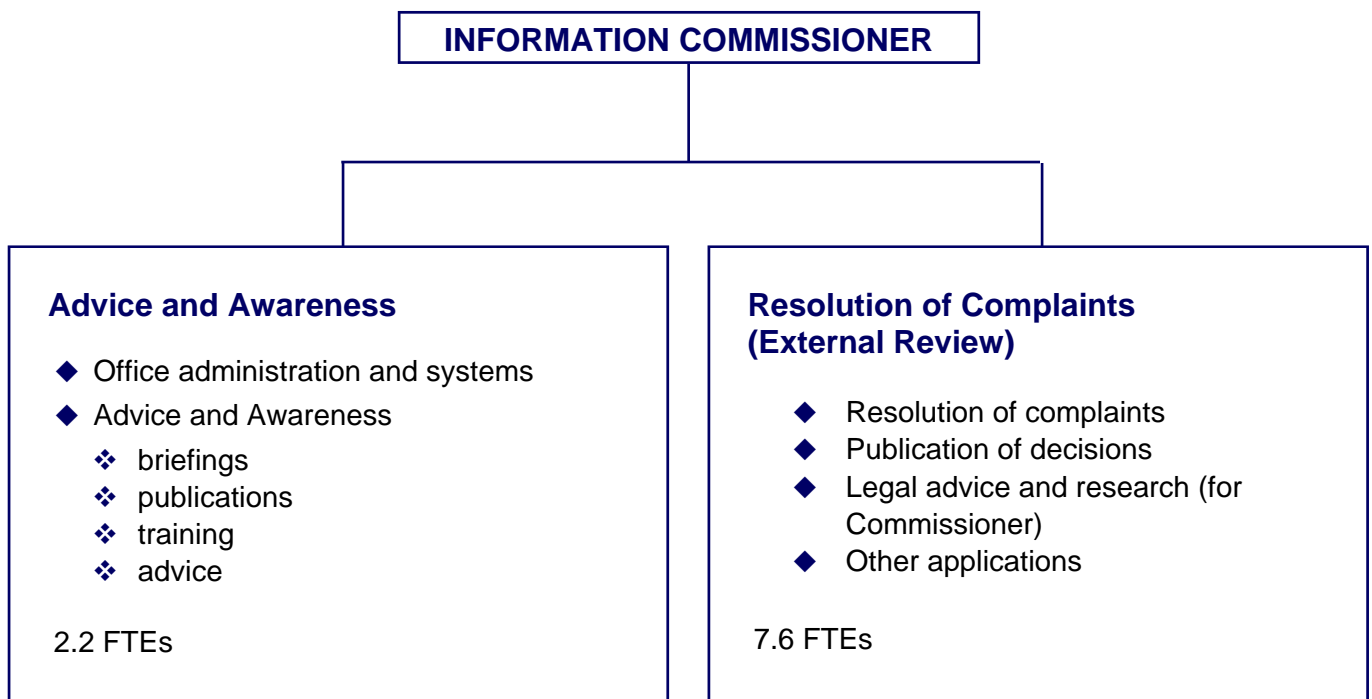 INFORMATION COMMISSIONER
Advice and Awareness
◆ Office administration and systems
◆ Advice and Awareness
❖ briefings
❖ publications
❖ training
❖ advice
2.2 FTEs
Resolution of Complaints
(External Review)
◆ Resolution of complaints
◆ Publication of decisions
◆ Legal advice and research (for
Commissioner)
◆ Other applications
7.6 FTEs